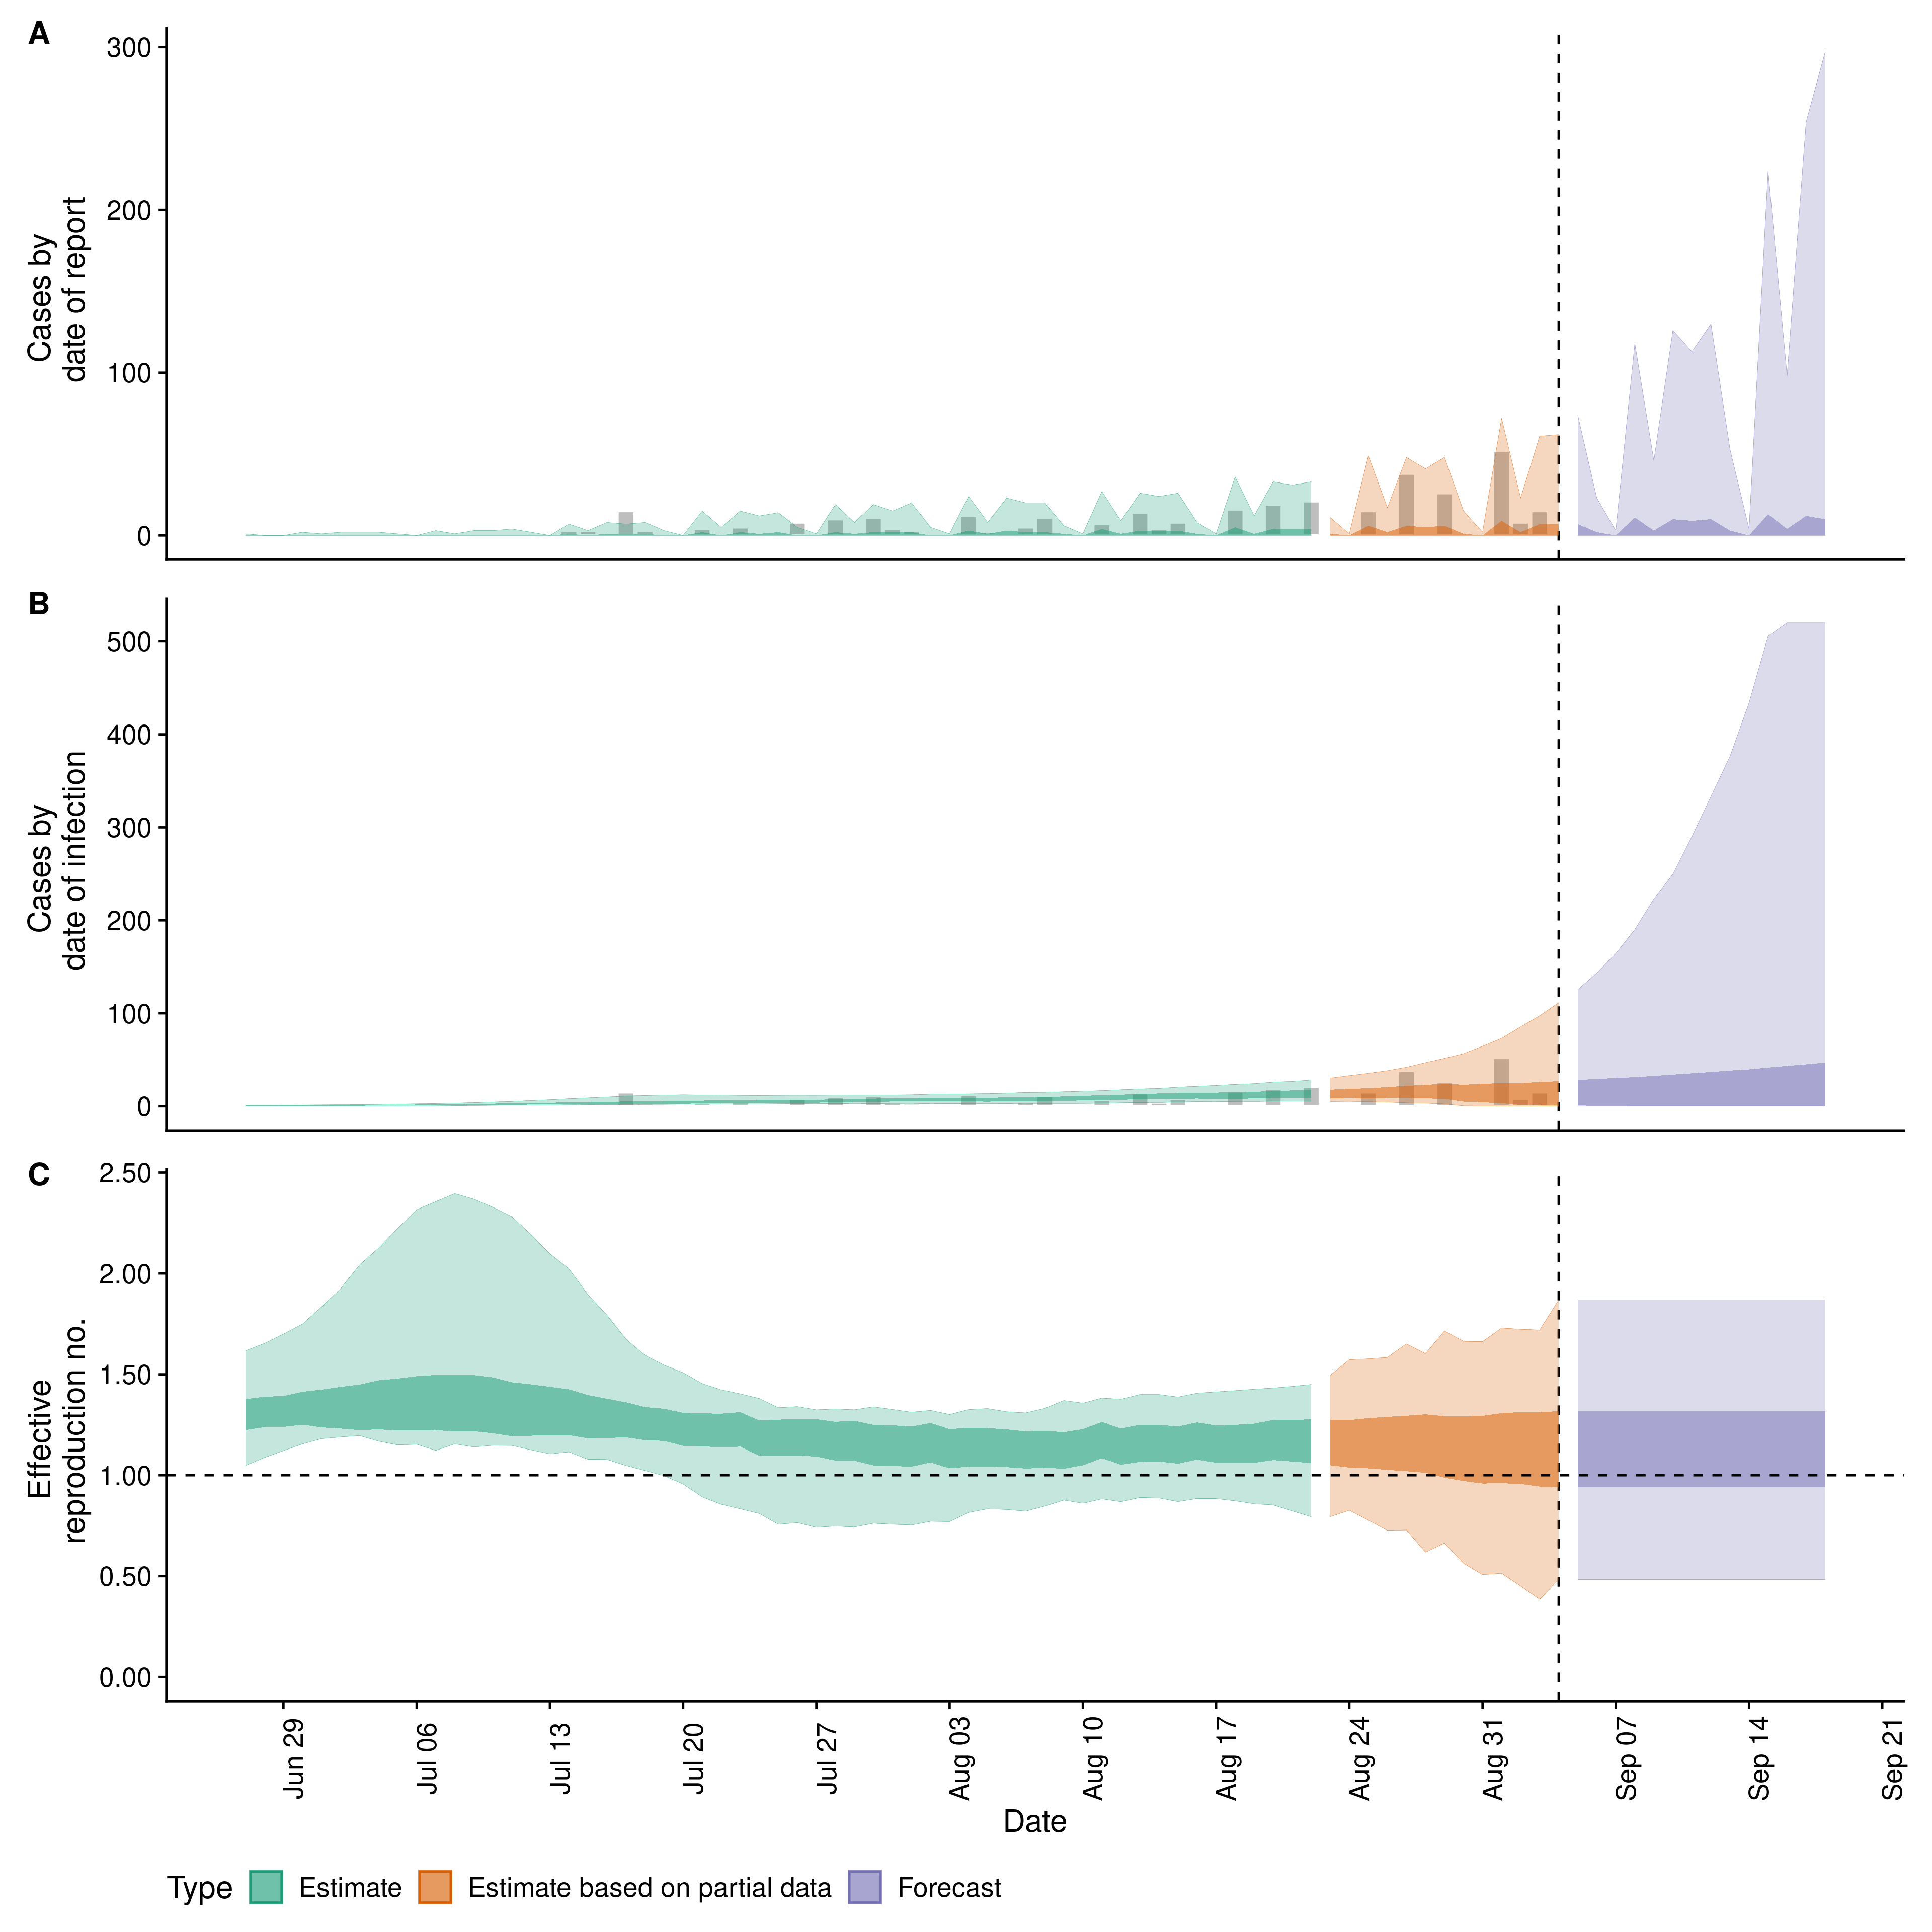 A
300
200
100
0
Cases by
date of report
B
500
400
300
200
100
0
Cases by
date of infection
C
2.50
2.00
1.50
1.00
0.50
0.00
Effective
reproduction no.
Jun 29
Jul 06
Jul 13
Jul 20
Jul 27
Aug 03
Aug 10
Aug 17
Aug 24
Aug 31
Sep 07
Sep 14
Sep 21
Date
Type Estimate Estimate based on partial data Forecast